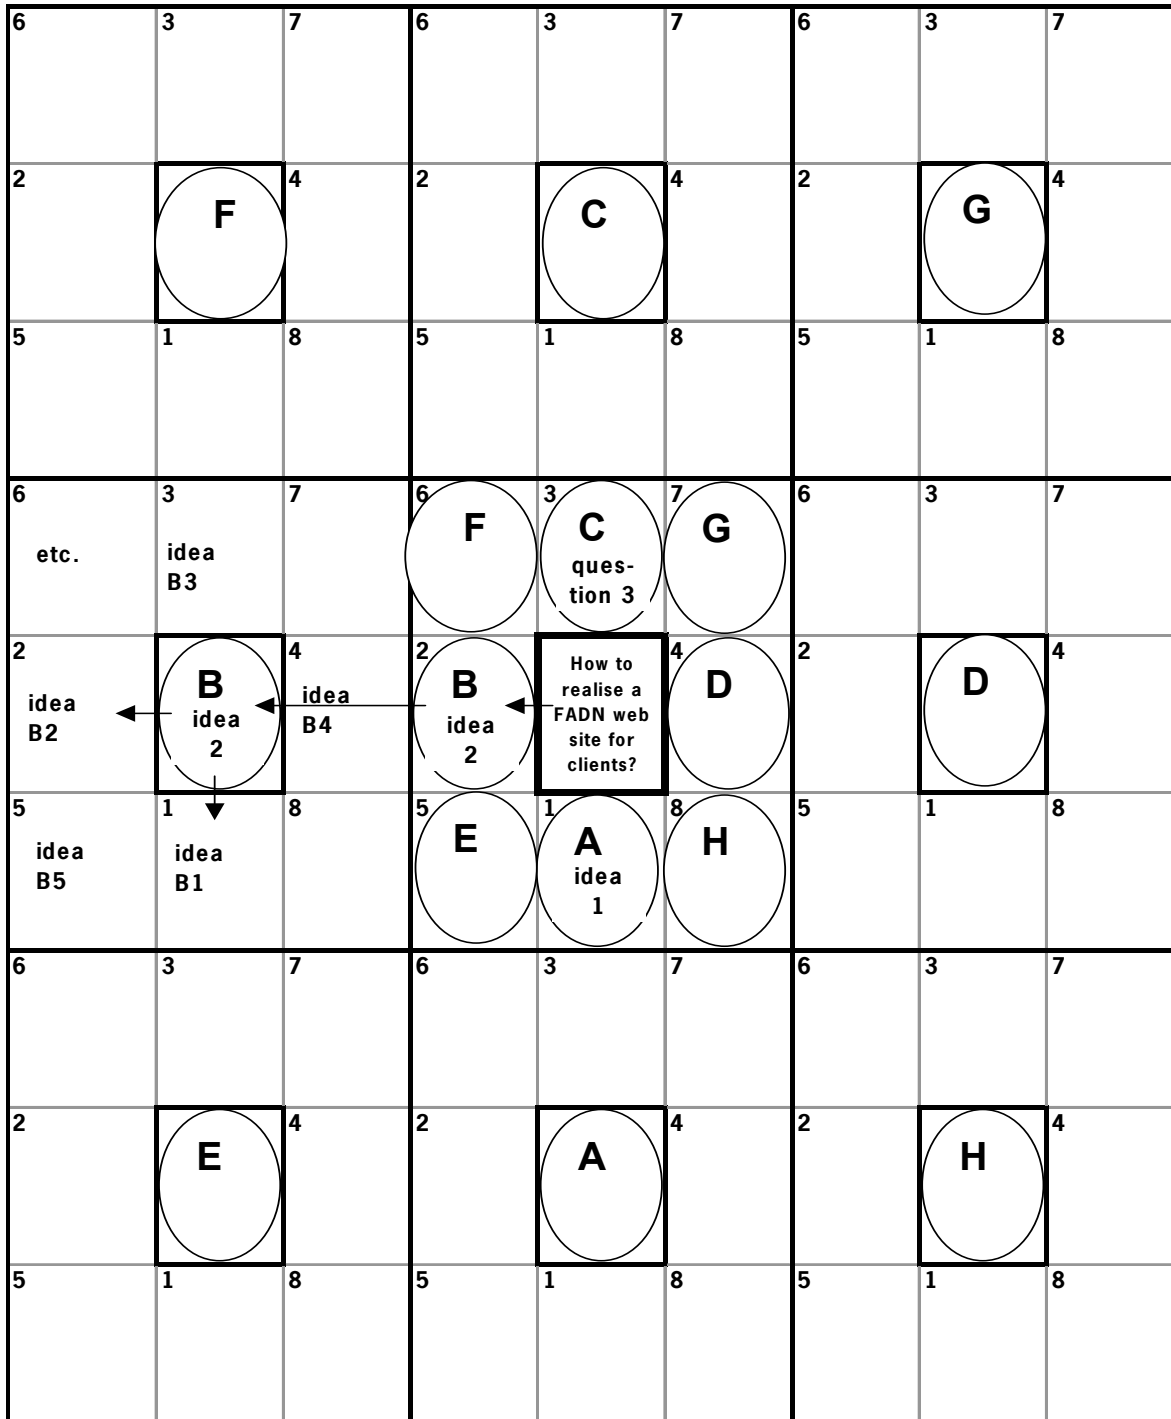 6 3 7 6 3 7 6 3 7
2 F 4 2 C 4 2 G 4
5 1 8 5 1 8 5 1 8
6 3 7 6 3 7 6 3 7
etc.
idea
B3
F
C
ques-
tion 3
G
2 4 2 4 2 4
idea
B2
B
idea
2
idea
B4
B
idea
2
How to
realise a
FADN web
site for
clients?
D
D
5 1 8 5 1 8 5 1 8
idea
B5
idea
B1
E
A
idea
1
H
6 3 7 6 3 7 6 3 7
2 E 4 2 A 4 2 H 4
5 1 8 5 1 8 5 1 8